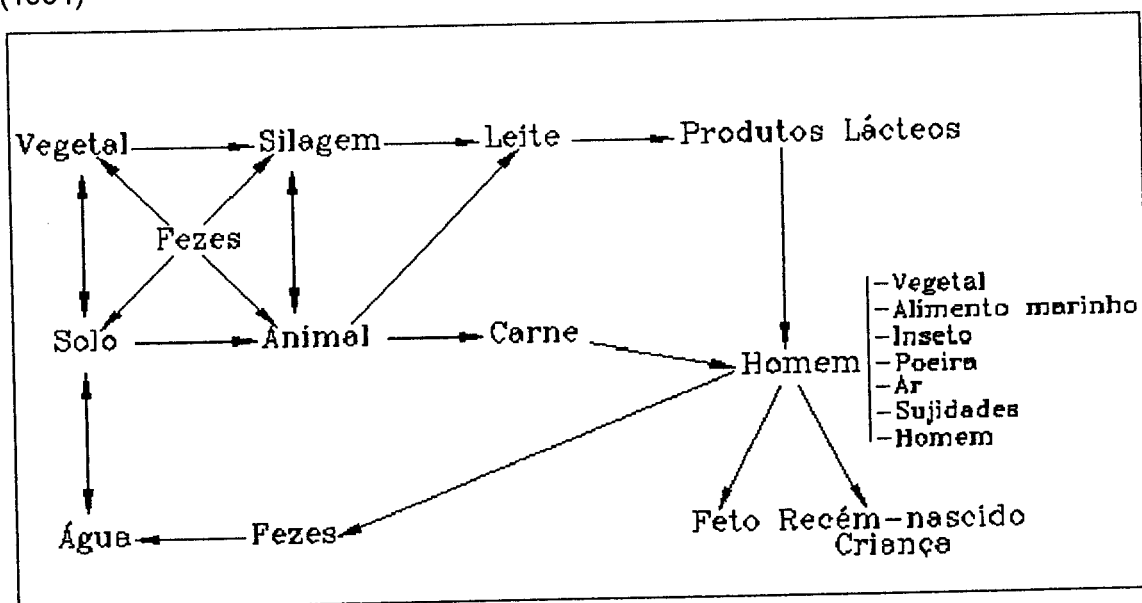 Vegetal Silagem Leite Produtos Lácteos
Fezes
Solo Animal Carne Homem
-Vegetal
-Alimento marinho
-Inseto
-Poeira
-Ar
-Sujidades
-Homem
Água Fezes
Feto Recém-nascido
Criança